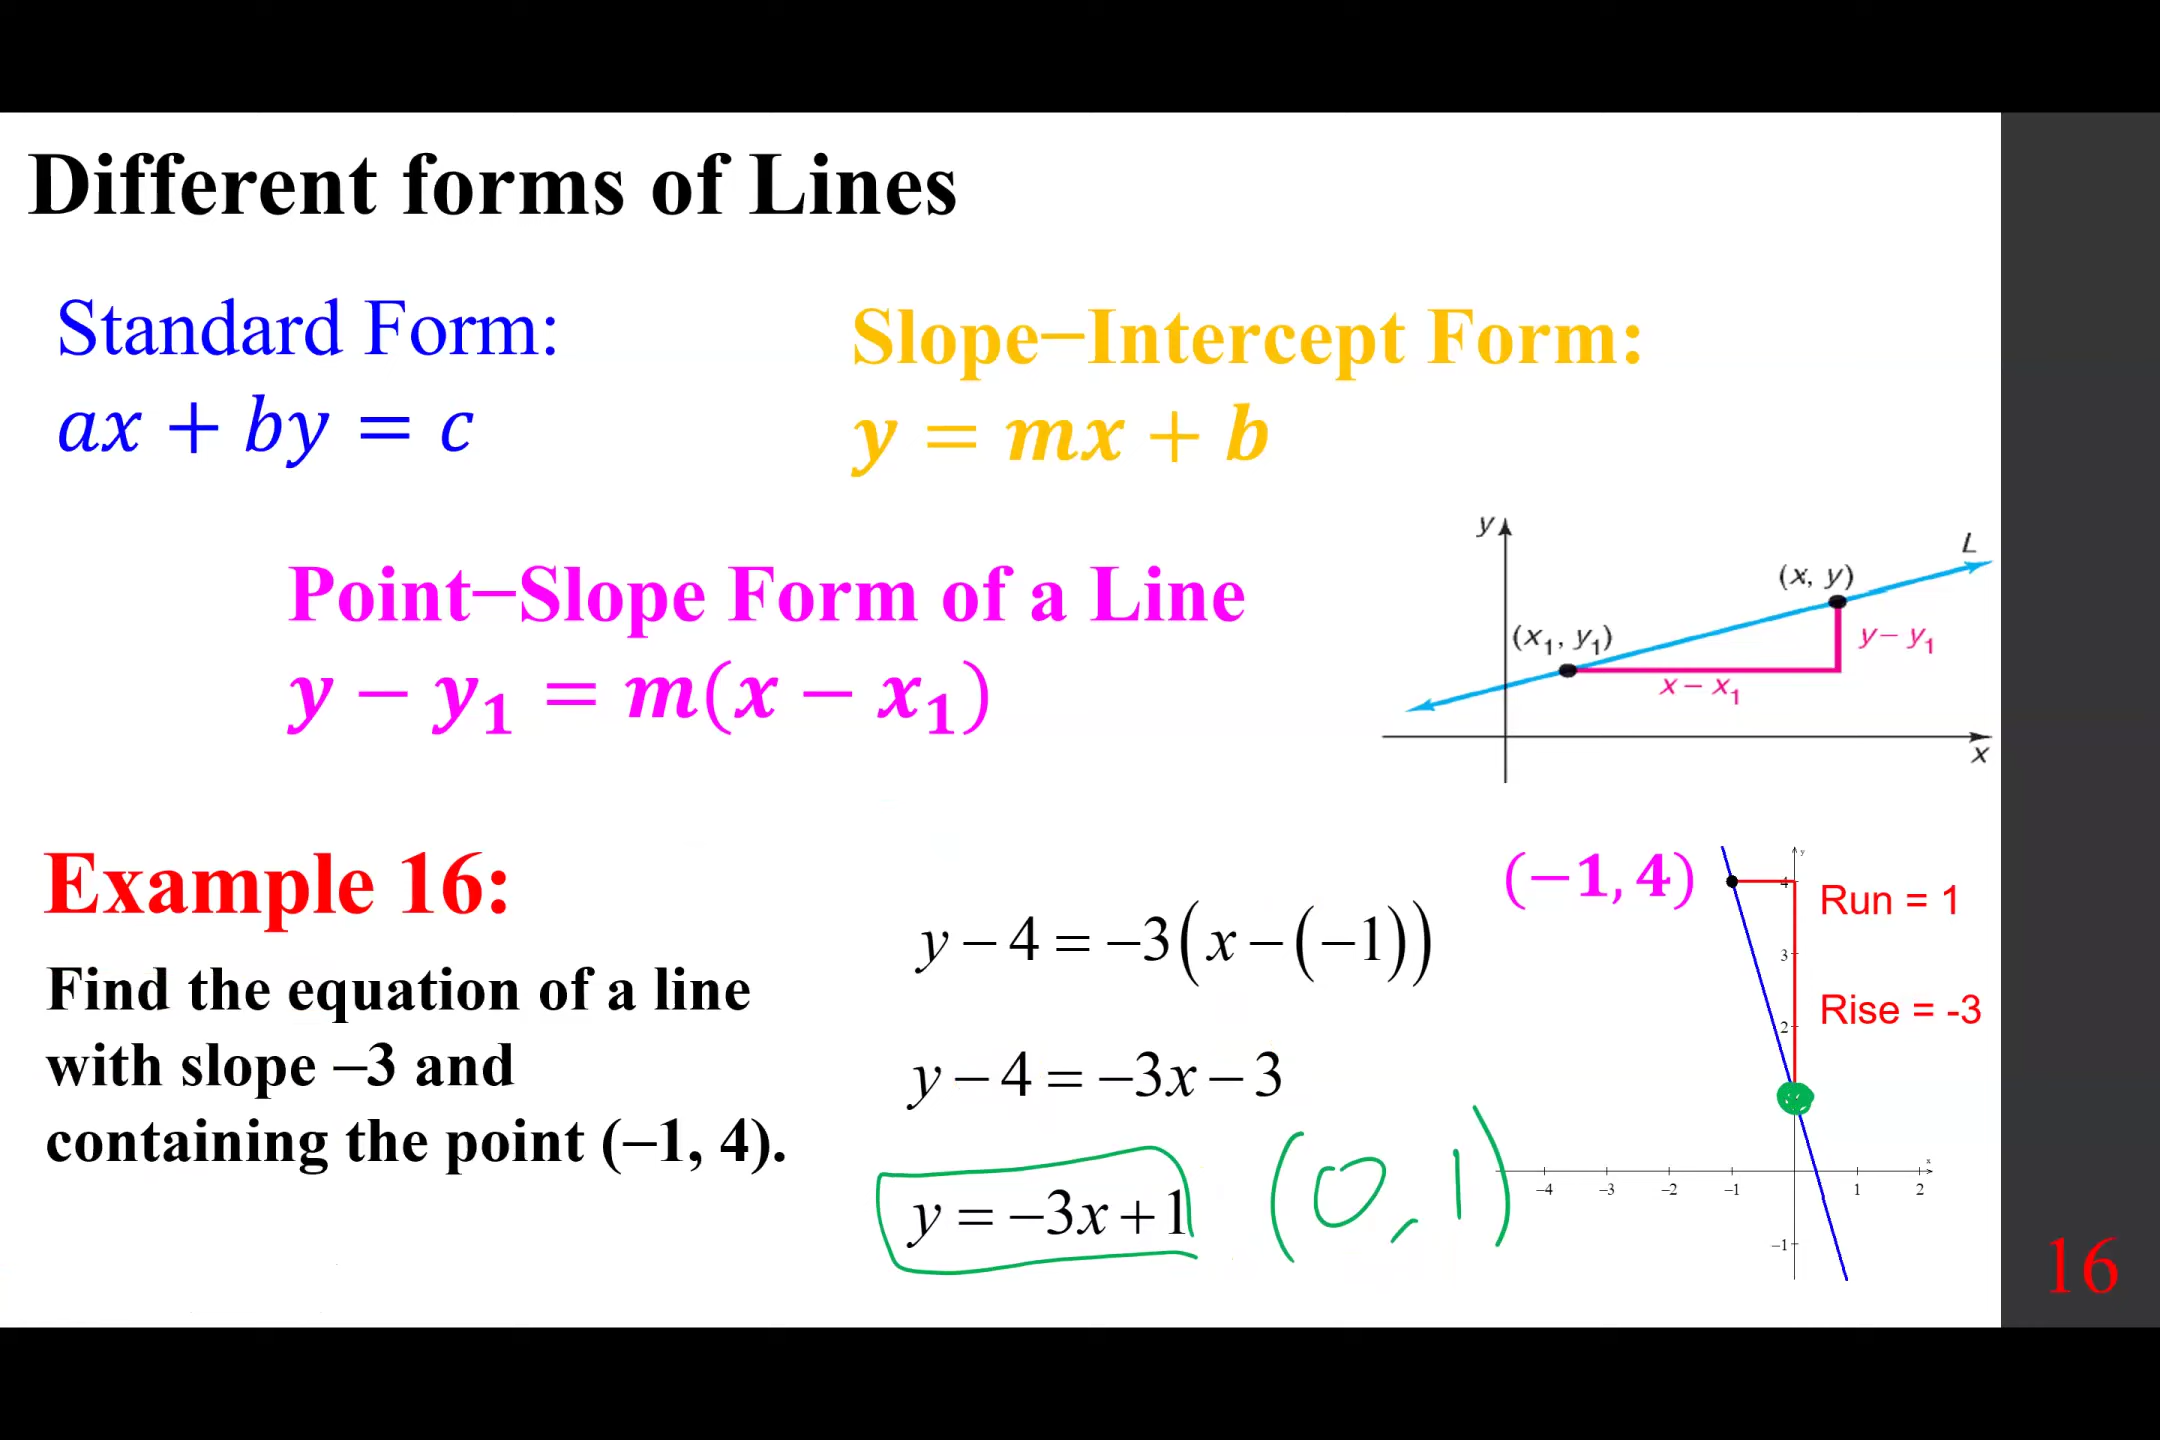 Different forms of Lines
Standard Form:
ax + by = c
Slope–Intercept Form:
y = mx + b
Point–Slope Form of a Line
y − y₁ = m(x − x₁)
y
L
(x, y)
(x₁, y₁)
y − y₁
x − x₁
x
Example 16:
Find the equation of a line
with slope –3 and
containing the point (–1, 4).
y − 4 = −3(x − (−1))
y − 4 = −3x − 3
y = −3x + 1
(0, 1)
(−1, 4)
y
4
Run = 1
3
Rise = -3
2
x
−4 −3 −2 −1 1 2
−1
16